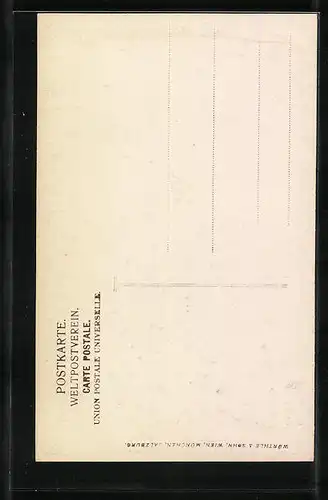 POSTKARTE.
WELTPOSTVEREIN.
CARTE POSTALE.
UNION POSTALE UNIVERSELLE.
WÜRTHLE & SOHN, WIEN, MÜNCHEN, SALZBURG.